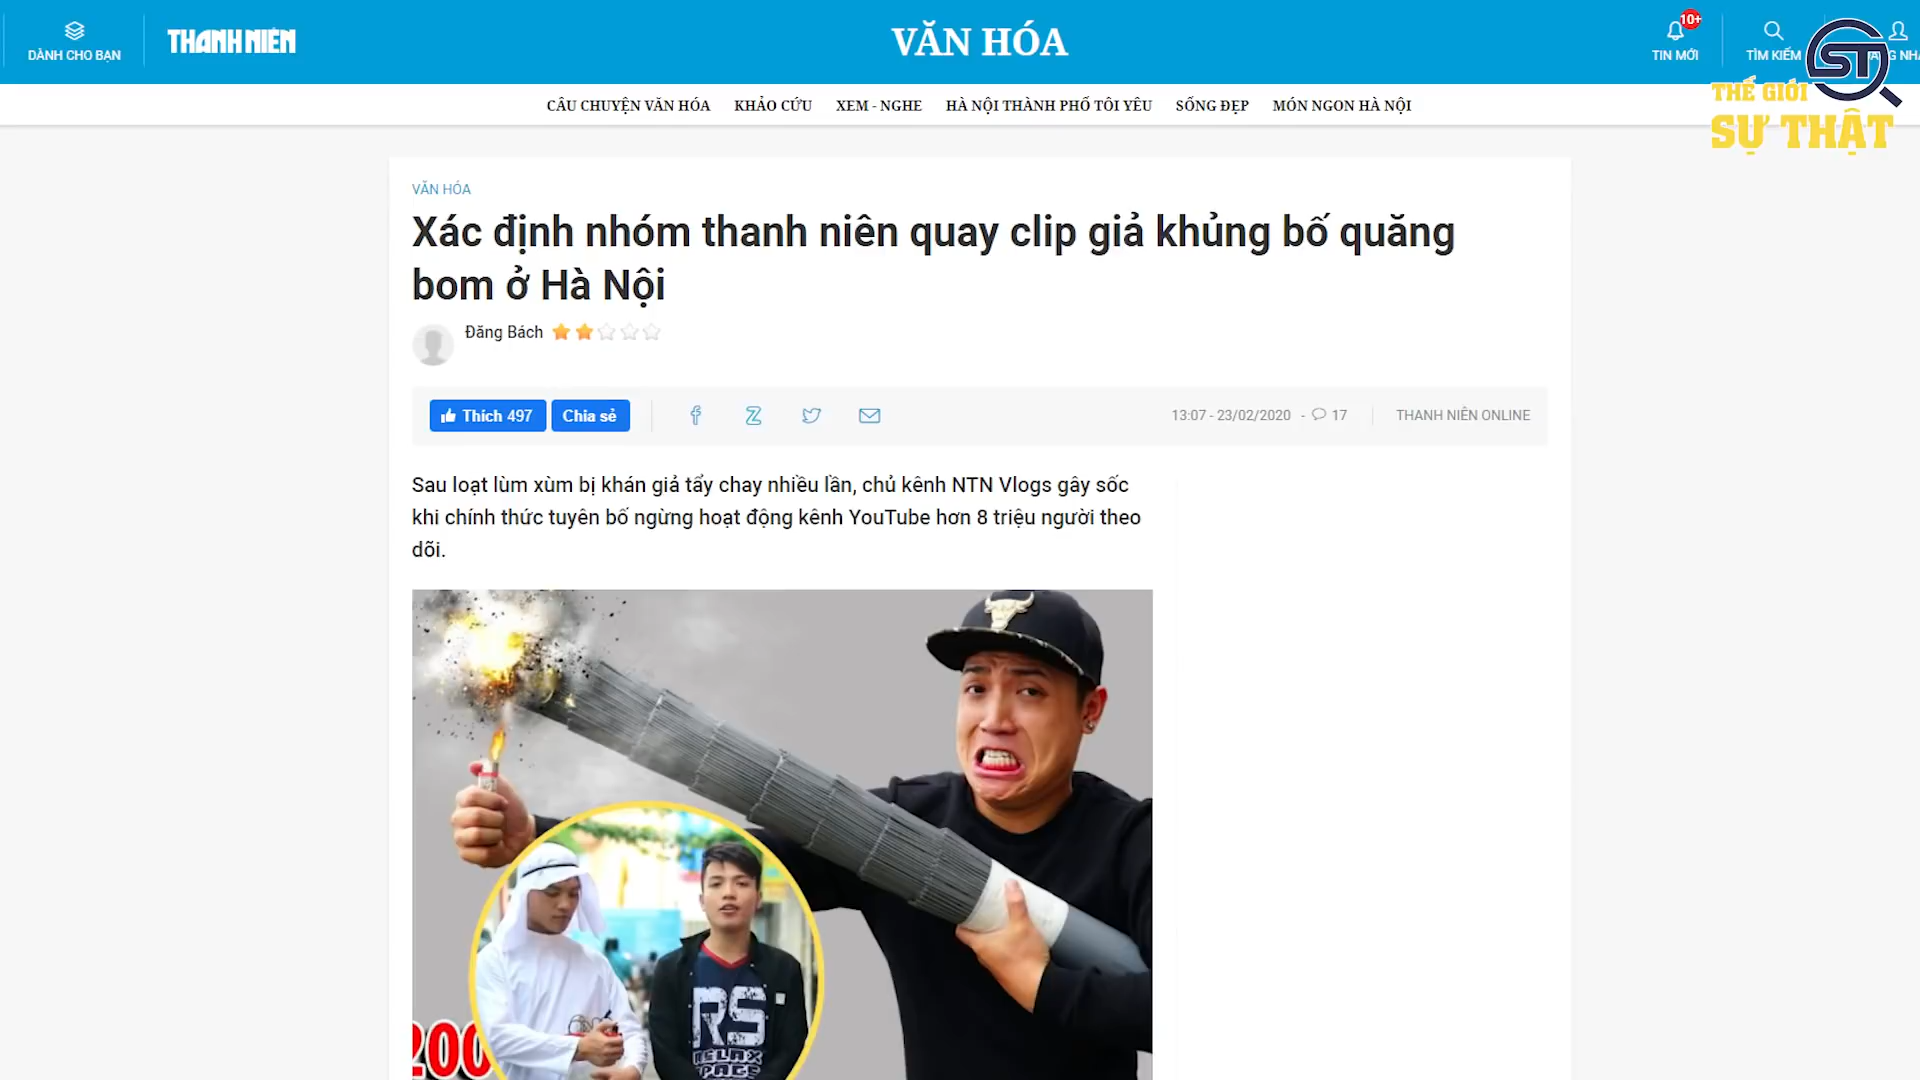 DÀNH CHO BẠN
THANH NIÊN
VĂN HÓA
10+
TIN MỚI
TÌM KIẾM
ST
THẾ GIỚI
SỰ THẬT
CÂU CHUYỆN VĂN HÓA
KHẢO CỨU
XEM - NGHE
HÀ NỘI THÀNH PHỐ TÔI YÊU
SỐNG ĐẸP
MÓN NGON HÀ NỘI
VĂN HÓA
Xác định nhóm thanh niên quay clip giả khủng bố quăng
bom ở Hà Nội
Đăng Bách
Thích 497
Chia sẻ
13:07 - 23/02/2020 - 17
THANH NIÊN ONLINE
Sau loạt lùm xùm bị khán giả tẩy chay nhiều lần, chủ kênh NTN Vlogs gây sốc
khi chính thức tuyên bố ngừng hoạt động kênh YouTube hơn 8 triệu người theo
dõi.
RS
RELAX
SPACE
200